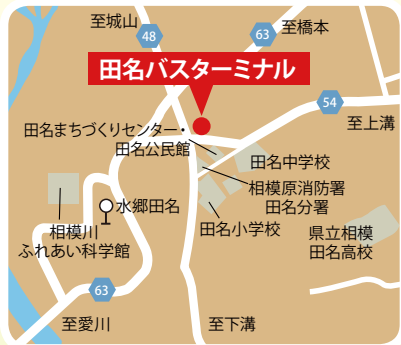 至城山
48
63
至橋本
田名バスターミナル
54
至上溝
田名まちづくりセンター・
田名公民館
田名中学校
相模原消防署
田名分署
水郷田名
田名小学校
相模川
ふれあい科学館
県立相模
田名高校
63
至愛川
至下溝